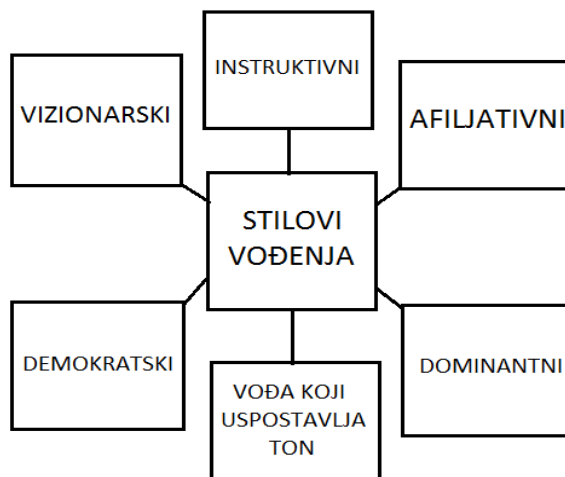 INSTRUKTIVNI
VIZIONARSKI
AFILJATIVNI
STILOVI
VOĐENJA
DEMOKRATSKI
VOĐA KOJI
USPOSTAVLJA
TON
DOMINANTNI